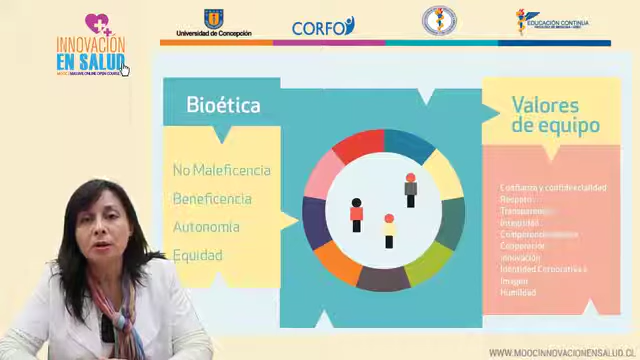 INNOVACIÓN
EN SALUD
Universidad de Concepción
CORFO
EDUCACIÓN CONTINUA
Bioética
No Maleficencia
Beneficencia
Autonomía
Equidad
Valores
de equipo
Confianza y confidencialidad
Respeto
Integridad
Cooperación
Innovación
Identidad Corporativa e
Imagen
Humildad
WWW.MOOCINNOVACIONENSALUD.CL